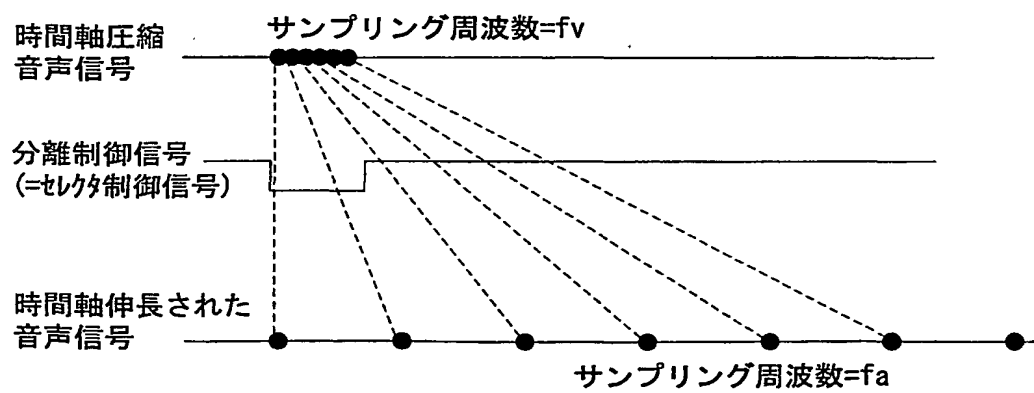 サンプリング周波数=fv
時間軸圧縮
音声信号
分離制御信号
(=ｾﾚｸﾀ制御信号)
時間軸伸長された
音声信号
サンプリング周波数=fa